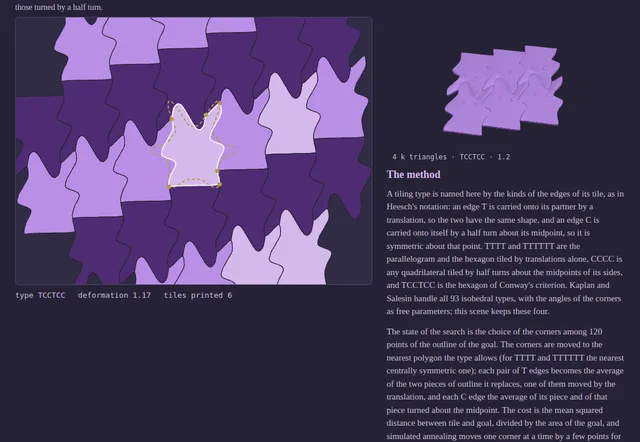 those turned by a half turn.
type TCCTCC deformation 1.17 tiles printed 6
4 k triangles · TCCTCC · 1.2
The method
A tiling type is named here by the kinds of the edges of its tile, as in
Heesch's notation: an edge T is carried onto its partner by a
translation, so the two have the same shape, and an edge C is
carried onto itself by a half turn about its midpoint, so it is
symmetric about that point. TTTT and TTTTTT are the
parallelogram and the hexagon tiled by translations alone, CCCC is
any quadrilateral tiled by half turns about the midpoints of its sides,
and TCCTCC is the hexagon of Conway's criterion. Kaplan and
Salesin handle all 93 isohedral types, with the angles of the corners
as free parameters; this scene keeps these four.
The state of the search is the choice of the corners among 120
points of the outline of the goal. The corners are moved to the
nearest polygon the type allows (for TTTT and TTTTTT the nearest
centrally symmetric one); each pair of T edges becomes the average
of the two pieces of outline it replaces, one of them moved by the
translation, and each C edge the average of its piece and of that
piece turned about the midpoint. The cost is the mean squared
distance between tile and goal, divided by the area of the goal, and
simulated annealing moves one corner at a time by a few points for